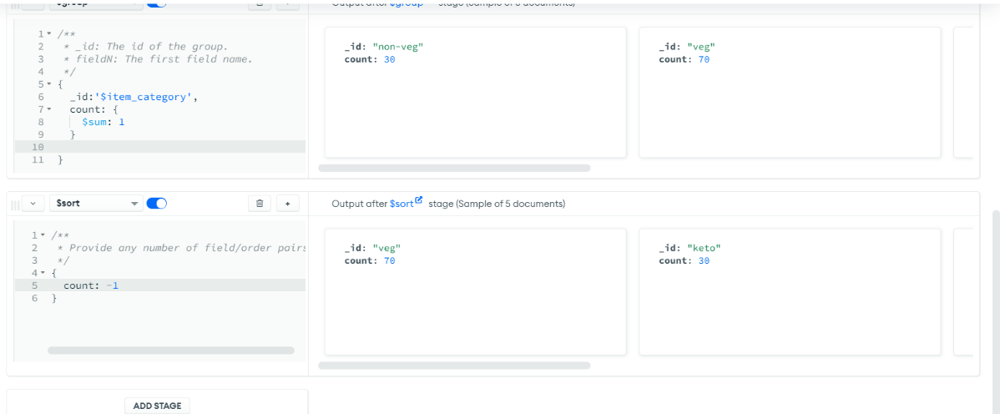 $group
Output after $group stage (Sample of 5 documents)
1 /**
2 * _id: The id of the group.
3 * fieldN: The first field name.
4 */
5 {
6 _id:'$item_category',
7 count: {
8 $sum: 1
9 }
10
11 }
_id: "non-veg"
count: 30
_id: "veg"
count: 70
$sort
+
Output after $sort stage (Sample of 5 documents)
1 /**
2 * Provide any number of field/order pairs
3 */
4 {
5 count: -1
6 }
_id: "veg"
count: 70
_id: "keto"
count: 30
ADD STAGE